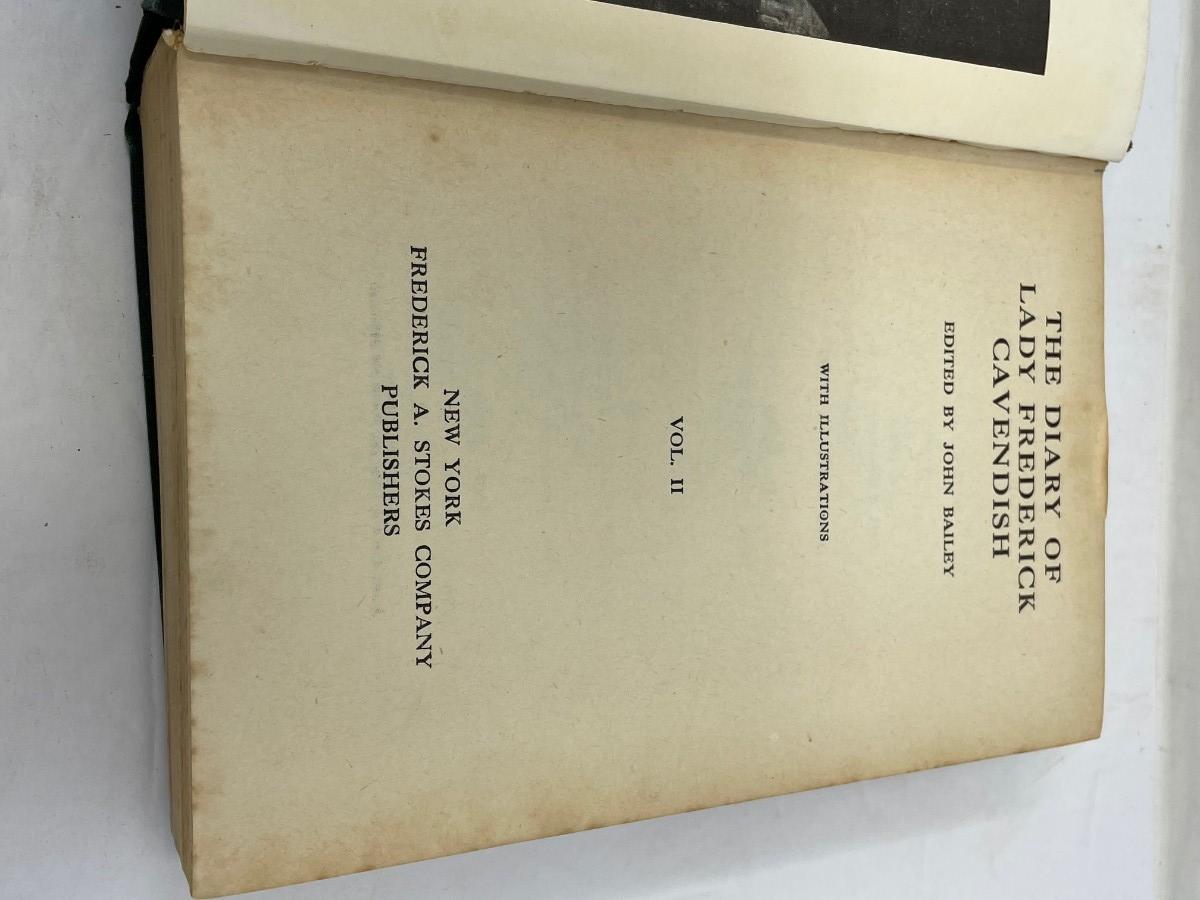 THE DIARY OF
LADY FREDERICK
CAVENDISH
EDITED BY JOHN BAILEY
WITH ILLUSTRATIONS
VOL. II
NEW YORK
FREDERICK A. STOKES COMPANY
PUBLISHERS